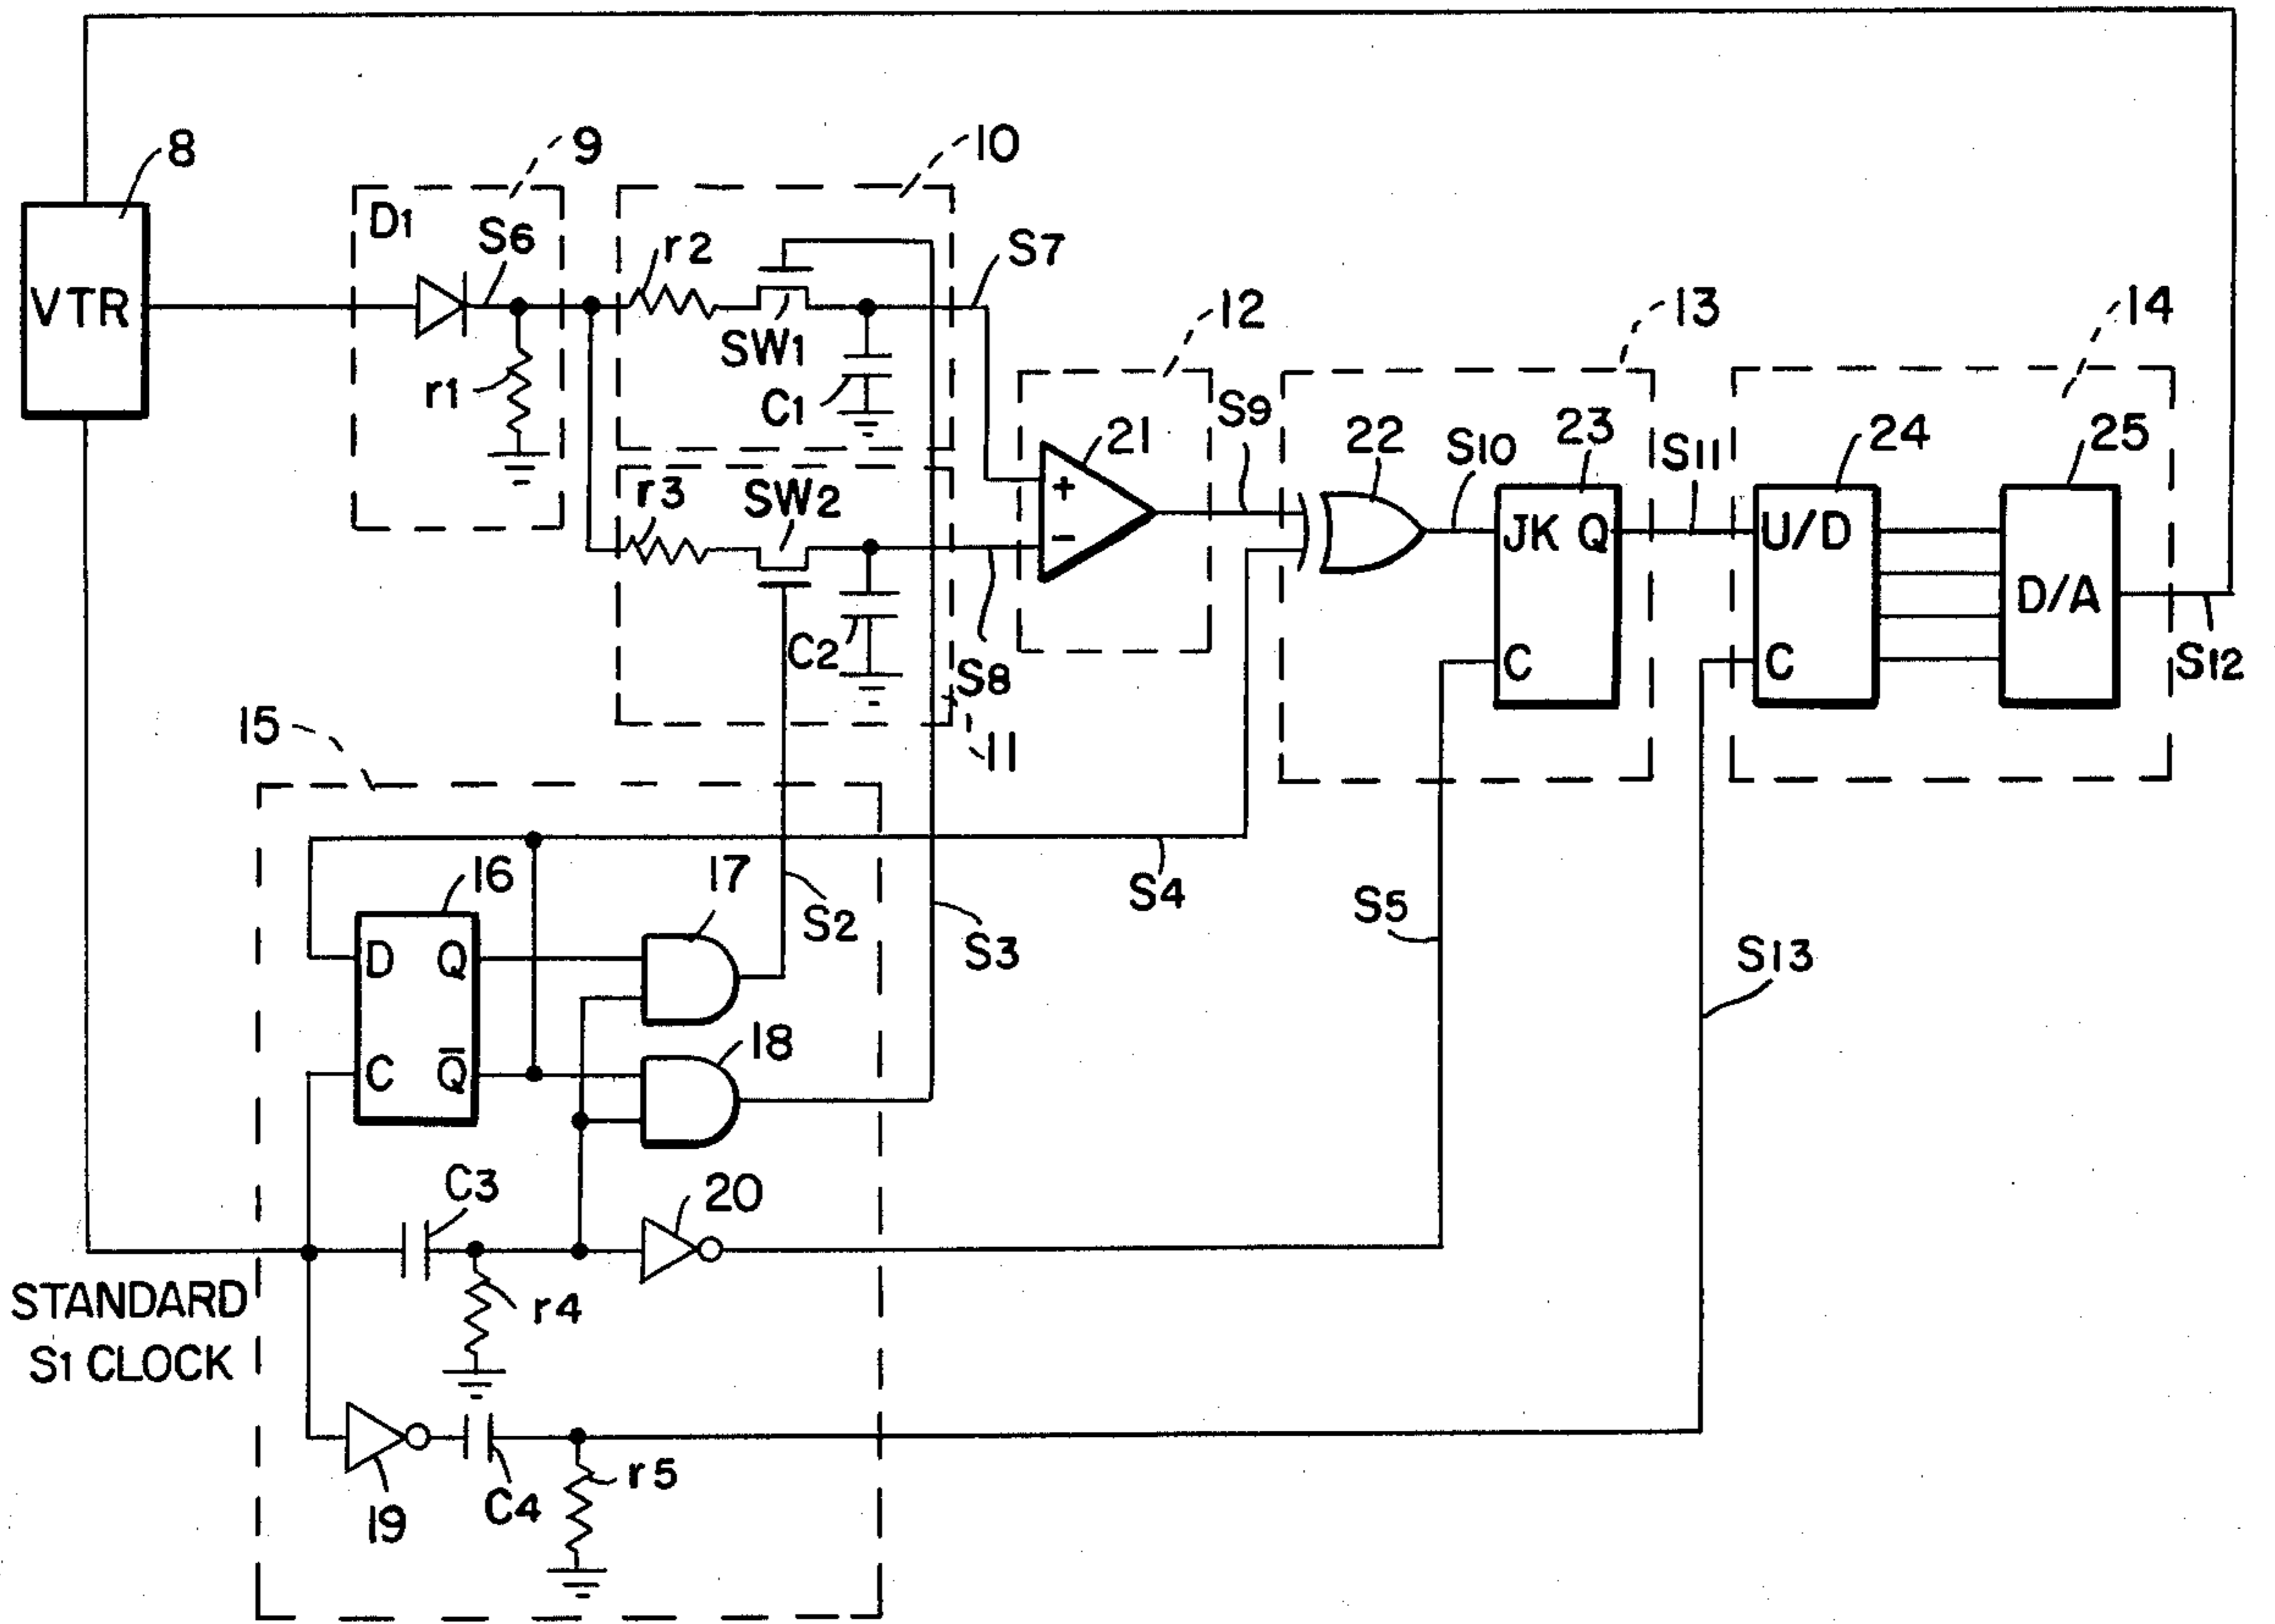 8
9
10
D1
S6
r2
S7
VTR
SW1
12
13
14
r1
C1
S9
22
S10
23
S11
24
25
21
r3
SW2
+
-
JK Q
U/D
D/A
C2
S8
C
C
S12
15
11
16
17
S2
S4
S5
S3
S13
D Q
18
C Q̅
C3
20
STANDARD
S1 CLOCK
r4
19
C4
r5